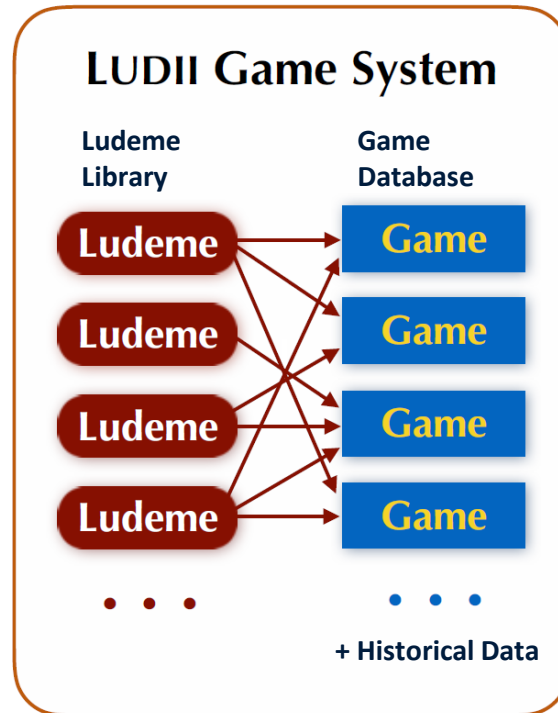 LUDII Game System
Ludeme
Library
Game
Database
Ludeme
Game
Ludeme
Game
Ludeme
Game
Ludeme
Game
• • •
• • •
+ Historical Data